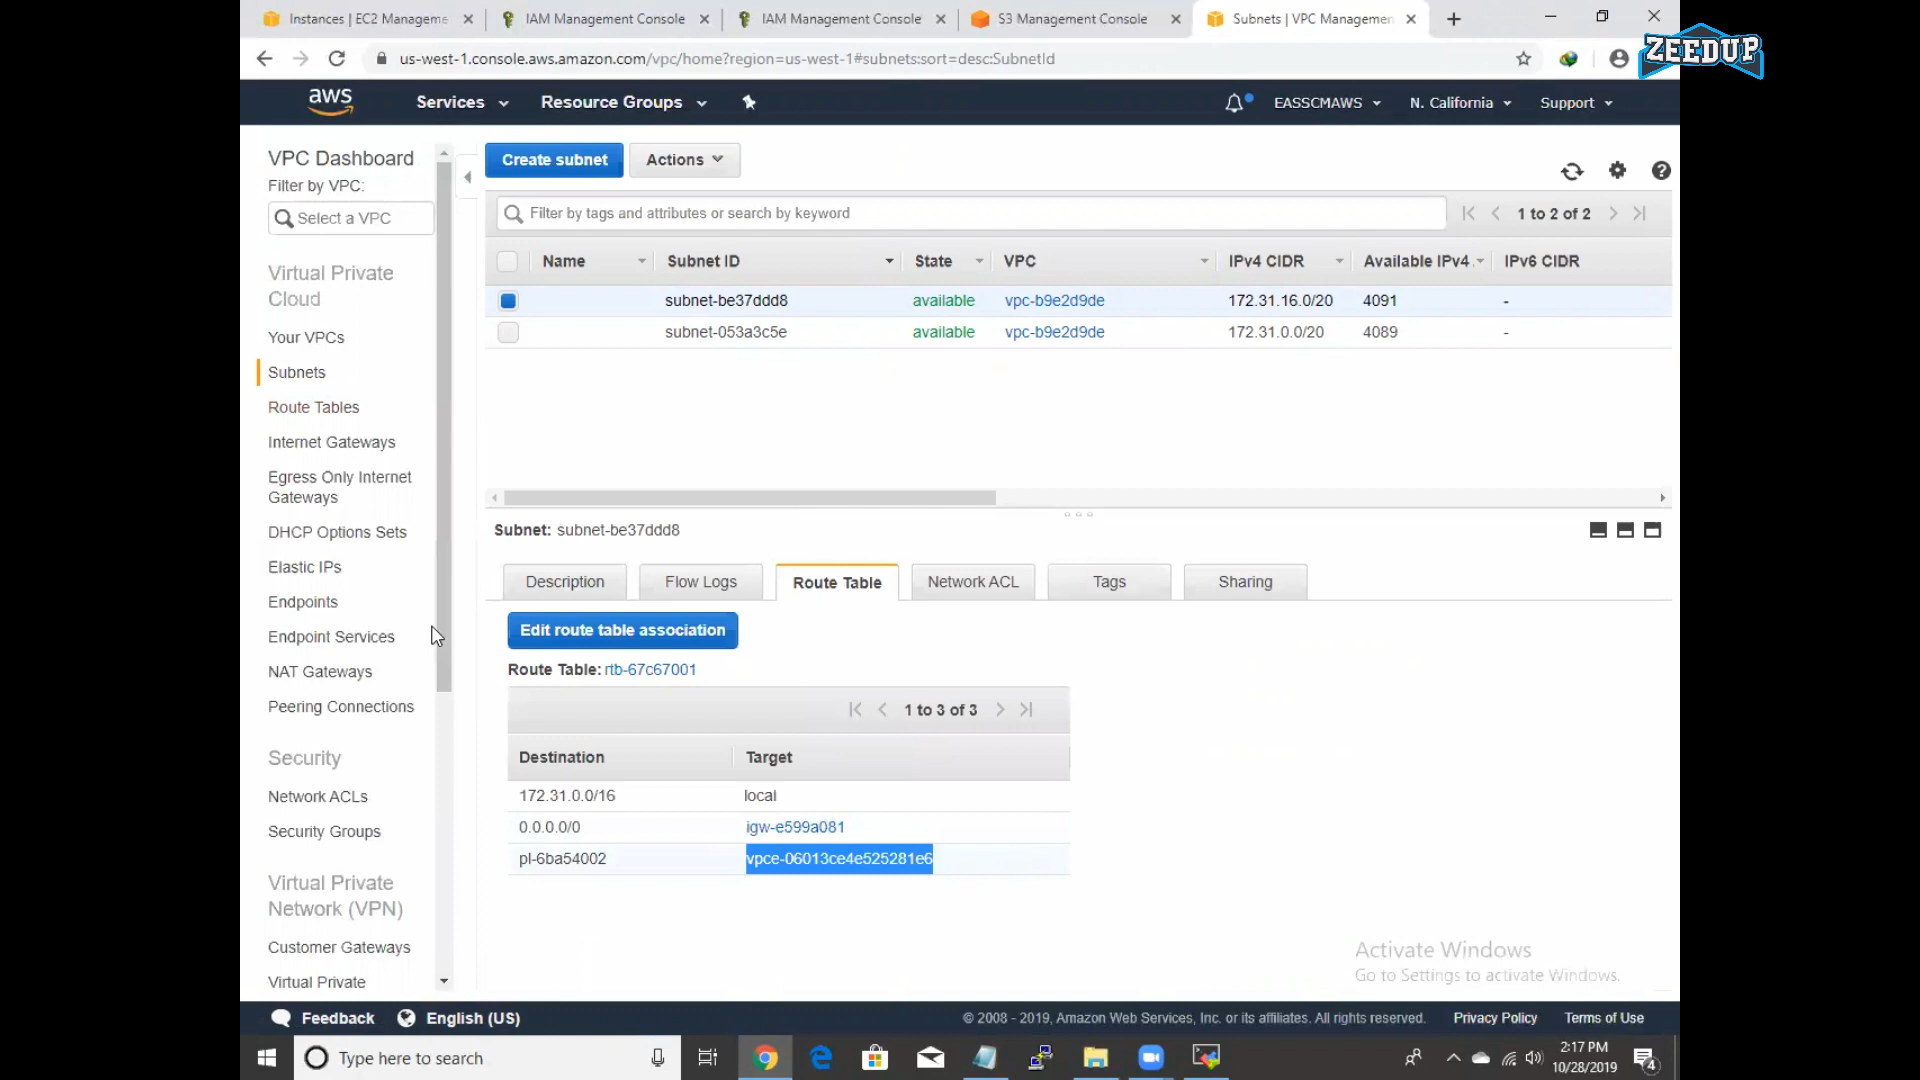 Instances | EC2 Manageme
IAM Management Console
IAM Management Console
S3 Management Console
Subnets | VPC Managemen
ZEEDUP
us-west-1.console.aws.amazon.com/vpc/home?region=us-west-1#subnets:sort=desc:SubnetId
aws
Services
Resource Groups
EASSCMAWS
N. California
Support
VPC Dashboard
Filter by VPC:
Select a VPC
Virtual Private
Cloud
Your VPCs
Subnets
Route Tables
Internet Gateways
Egress Only Internet
Gateways
DHCP Options Sets
Elastic IPs
Endpoints
Endpoint Services
NAT Gateways
Peering Connections
Security
Network ACLs
Security Groups
Virtual Private
Network (VPN)
Customer Gateways
Virtual Private
Create subnet
Actions
Filter by tags and attributes or search by keyword
1 to 2 of 2
Name Subnet ID State VPC IPv4 CIDR Available IPv4 IPv6 CIDR
subnet-be37ddd8 available vpc-b9e2d9de 172.31.16.0/20 4091 -
subnet-053a3c5e available vpc-b9e2d9de 172.31.0.0/20 4089 -
Subnet: subnet-be37ddd8
Description
Flow Logs
Route Table
Network ACL
Tags
Sharing
Edit route table association
Route Table: rtb-67c67001
1 to 3 of 3
Destination Target
172.31.0.0/16 local
0.0.0.0/0 igw-e599a081
pl-6ba54002 vpce-06013ce4e525281e6
Activate Windows
Go to Settings to activate Windows.
Feedback
English (US)
© 2008 - 2019, Amazon Web Services, Inc. or its affiliates. All rights reserved.
Privacy Policy
Terms of Use
Type here to search
2:17 PM
10/28/2019
4